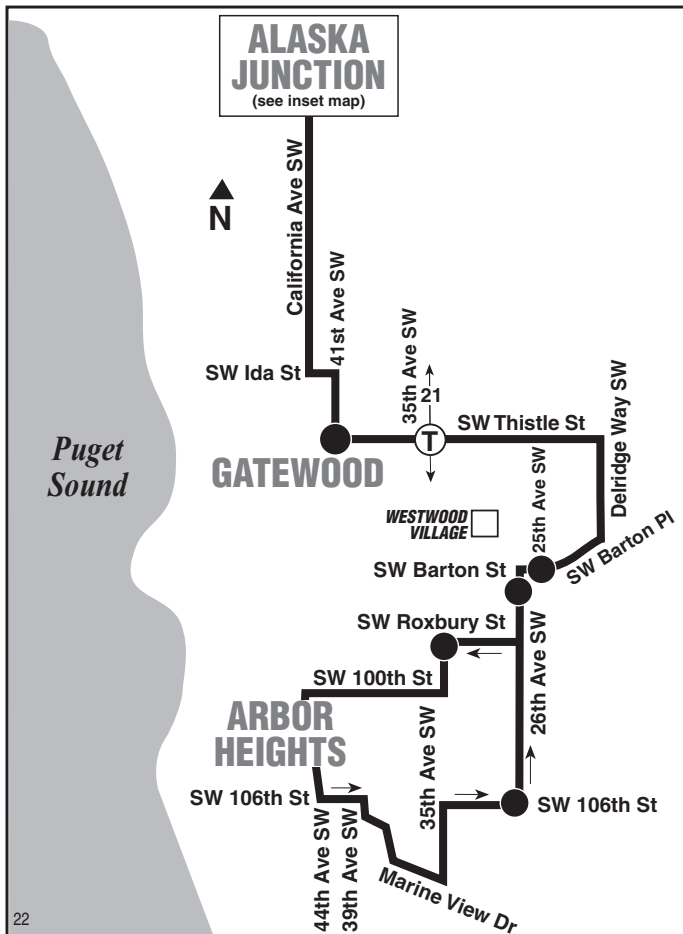 ALASKA
JUNCTION
(see inset map)
California Ave SW
N
41st Ave SW
SW Ida St
35th Ave SW
21
T
SW Thistle St
Delridge Way SW
GATEWOOD
Puget
Sound
WESTWOOD
VILLAGE
25th Ave SW
SW Barton Pl
SW Barton St
SW Roxbury St
26th Ave SW
SW 100th St
ARBOR
HEIGHTS
35th Ave SW
SW 106th St
SW 106th St
44th Ave SW
39th Ave SW
Marine View Dr
22